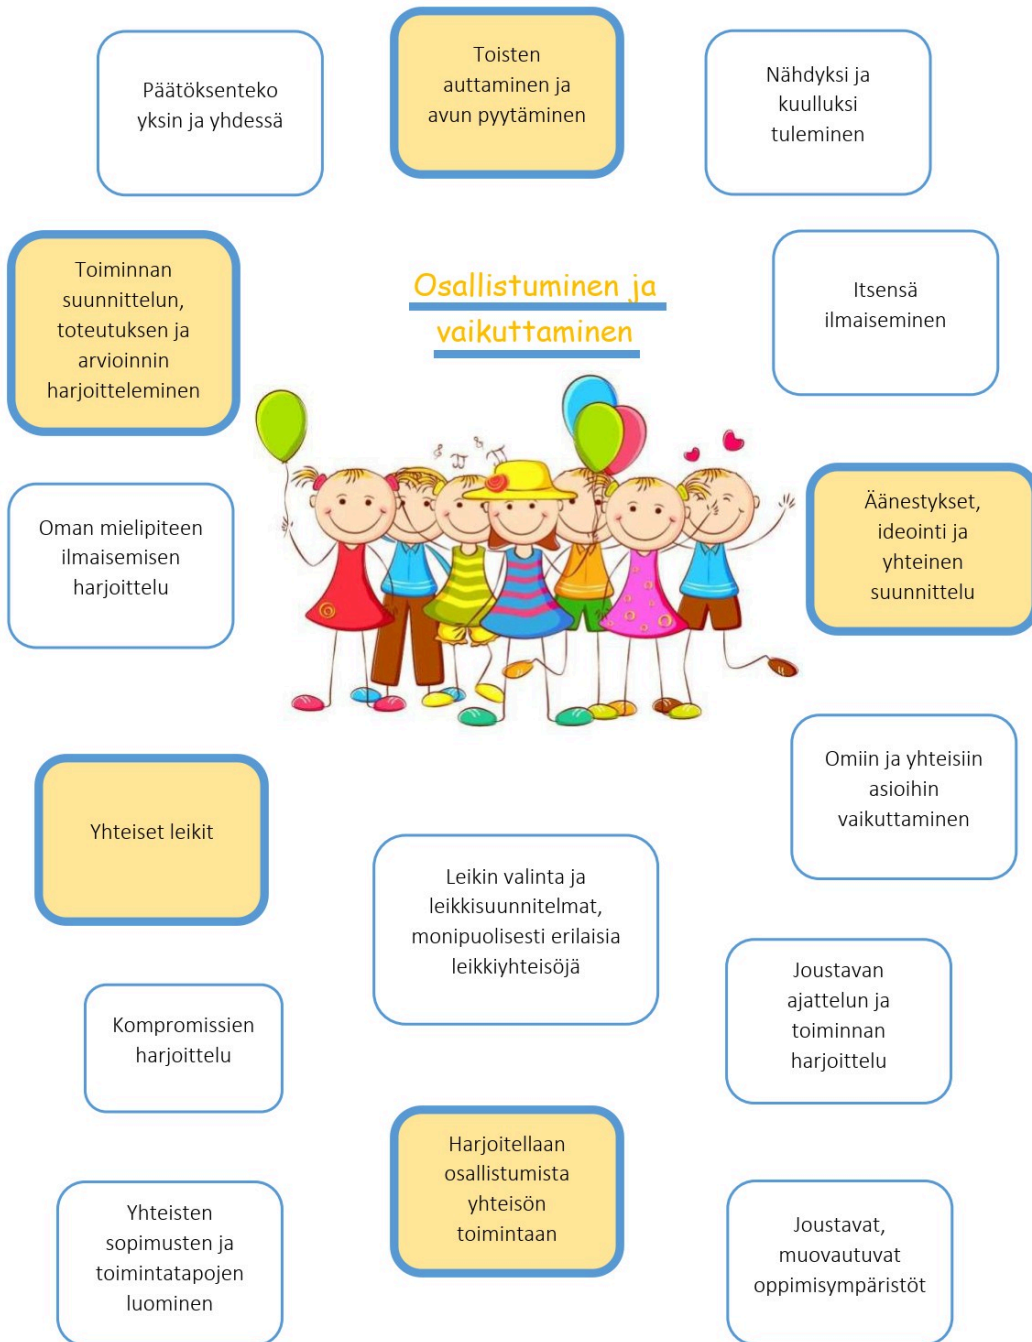 Päätöksenteko
yksin ja yhdessä
Toisten
auttaminen ja
avun pyytäminen
Nähdyksi ja
kuulluksi
tuleminen
Toiminnan
suunnittelun,
toteutuksen ja
arvioinnin
harjoitteleminen
Osallistuminen ja
vaikuttaminen
Itsensä
ilmaiseminen
Oman mielipiteen
ilmaisemisen
harjoittelu
Äänestykset,
ideointi ja
yhteinen
suunnittelu
Yhteiset leikit
Omiin ja yhteisiin
asioihin
vaikuttaminen
Leikin valinta ja
leikkisuunnitelmat,
monipuolisesti erilaisia
leikkiyhteisöjä
Kompromissien
harjoittelu
Joustavan
ajattelun ja
toiminnan
harjoittelu
Harjoitellaan
osallistumista
yhteisön
toimintaan
Yhteisten
sopimusten ja
toimintatapojen
luominen
Joustavat,
muovautuvat
oppimisympäristöt